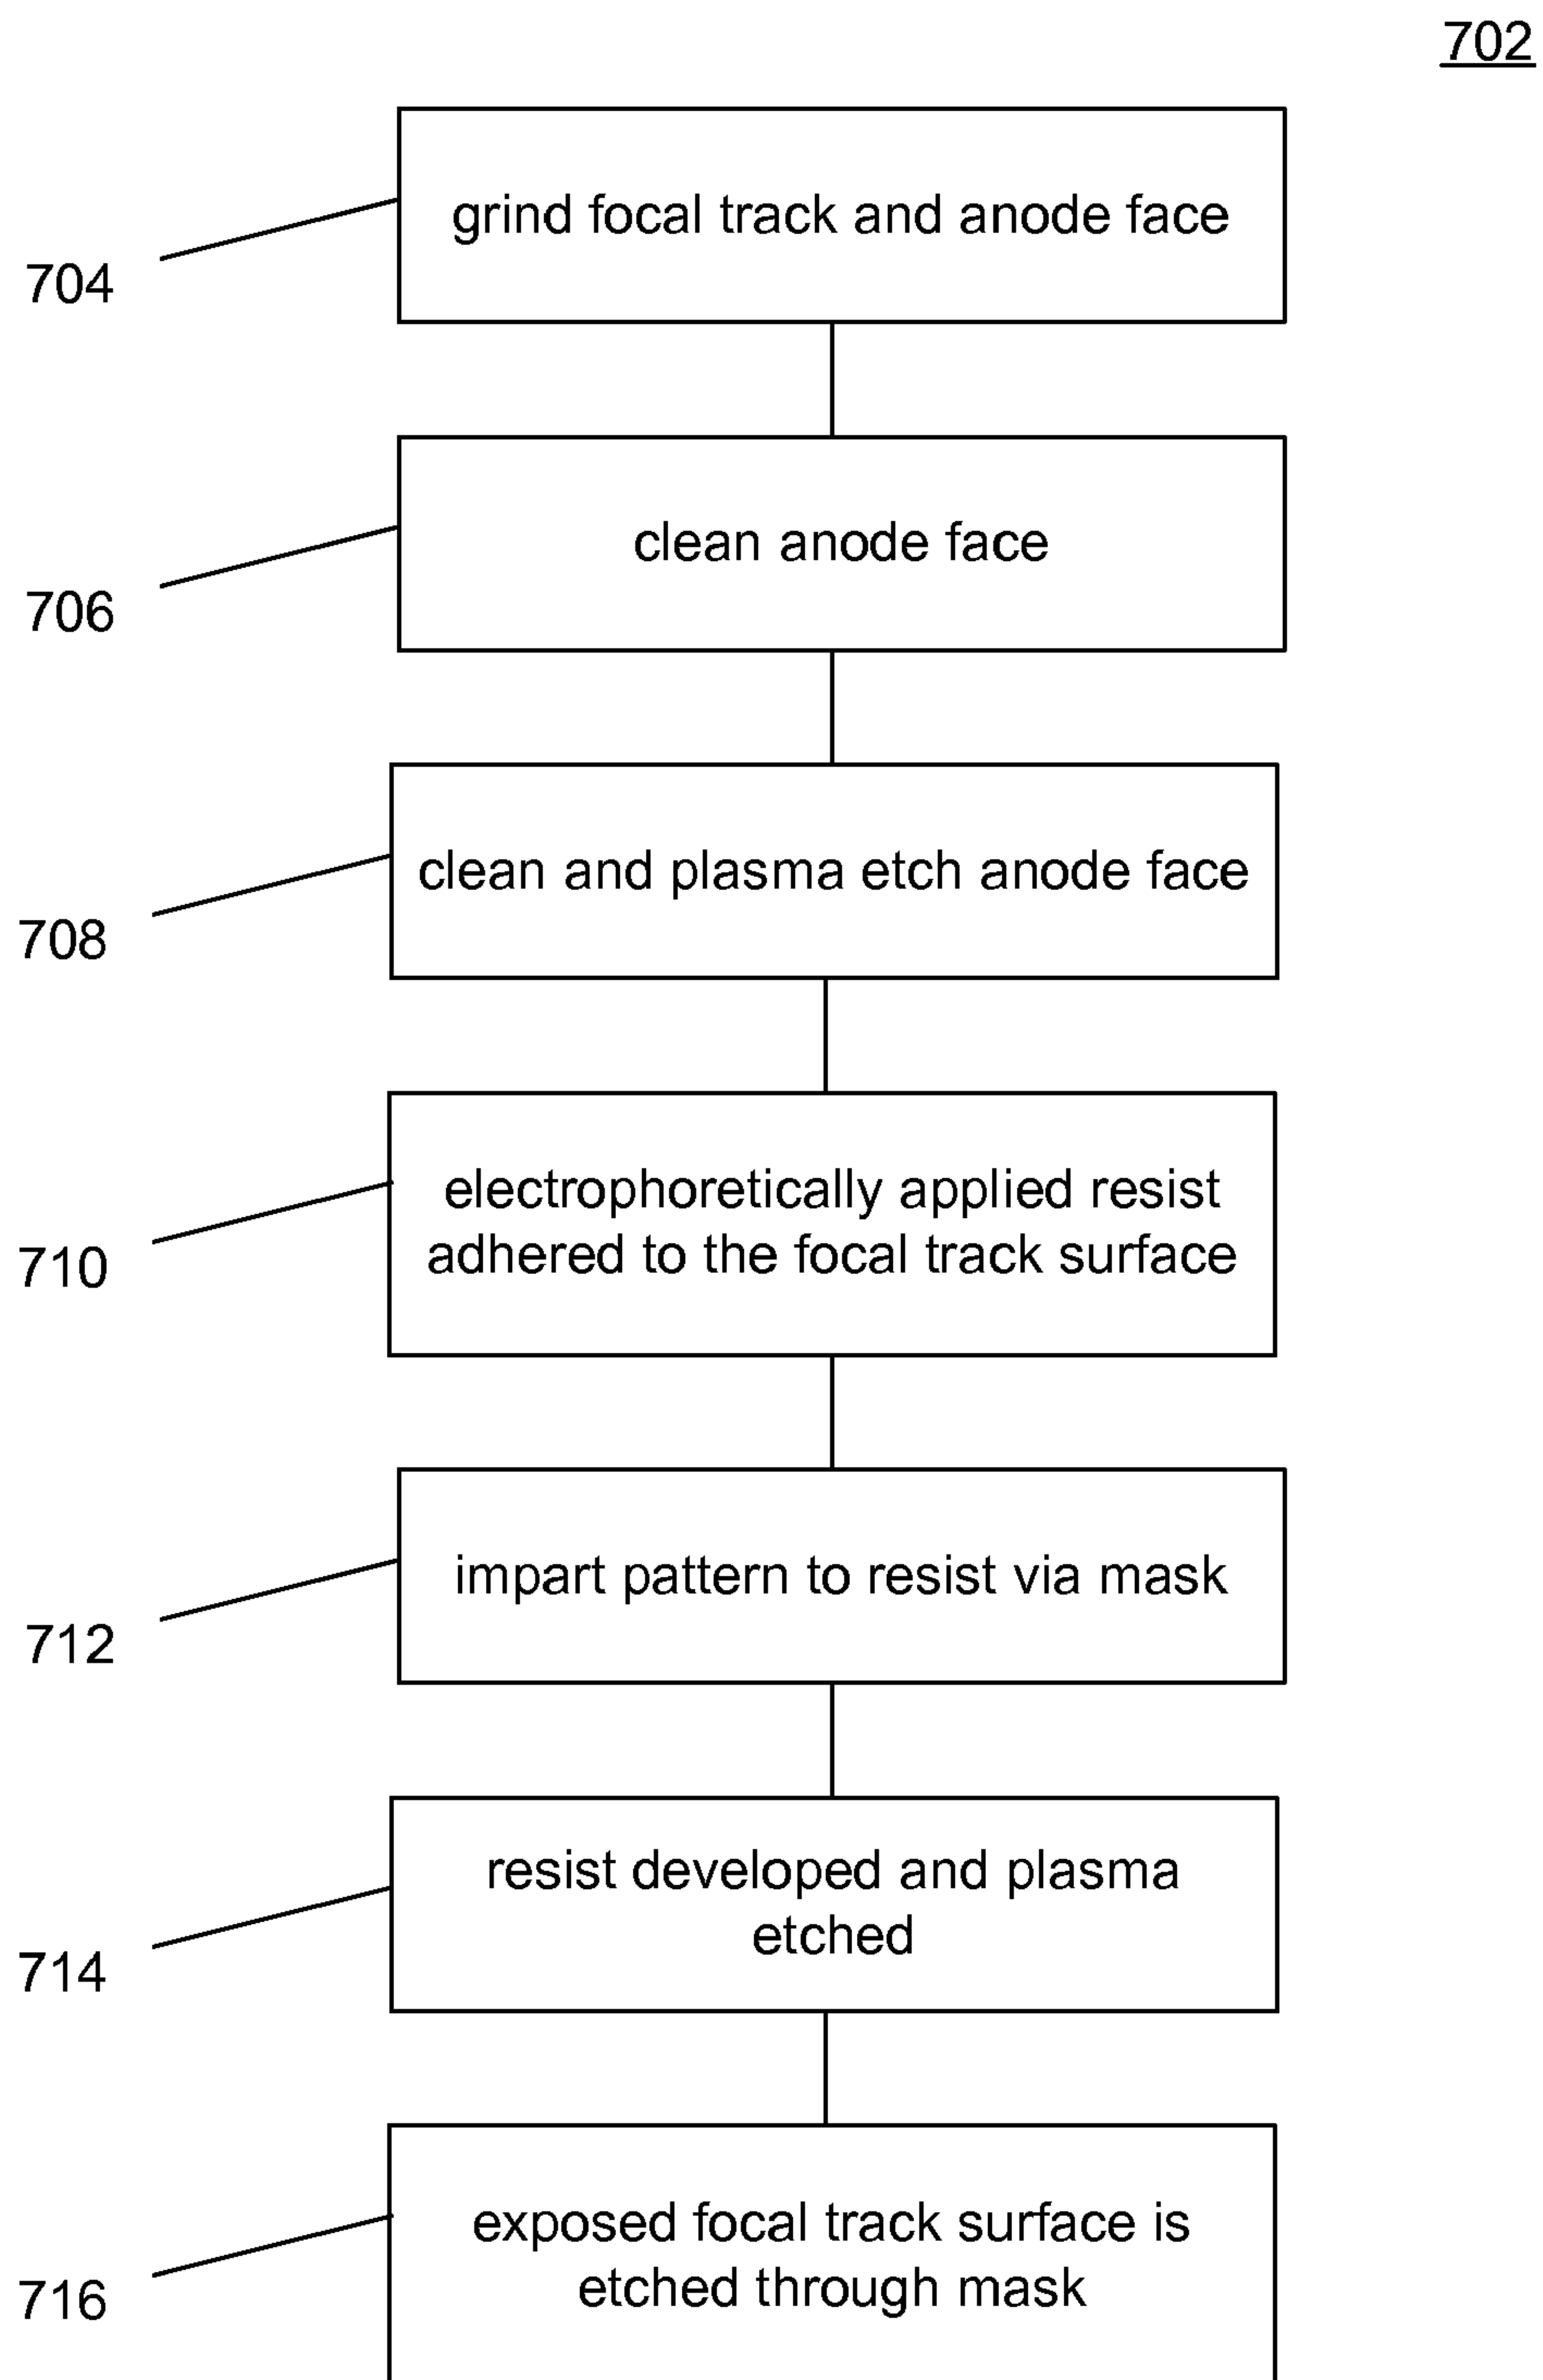 702
grind focal track and anode face
704
clean anode face
706
clean and plasma etch anode face
708
electrophoretically applied resist
adhered to the focal track surface
710
impart pattern to resist via mask
712
resist developed and plasma
etched
714
exposed focal track surface is
etched through mask
716